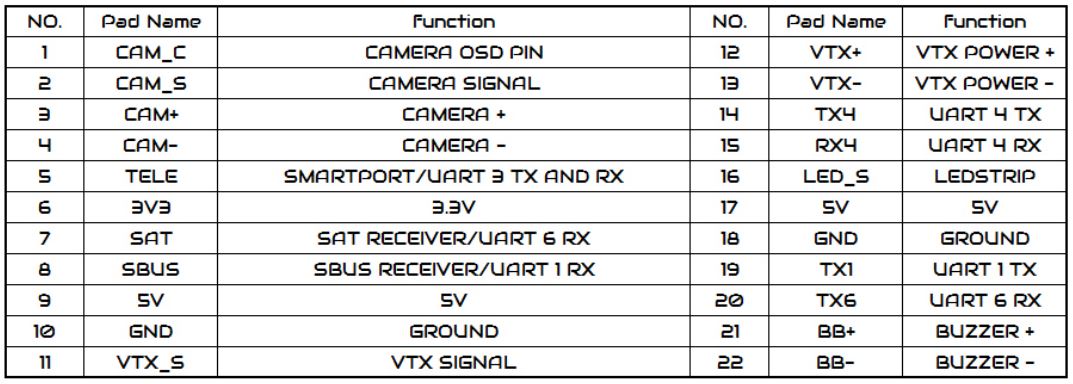 NO. Pad Name Function NO. Pad Name Function
1 CAM_C CAMERA OSD PIN 12 VTX+ VTX POWER +
2 CAM_S CAMERA SIGNAL 13 VTX- VTX POWER -
3 CAM+ CAMERA + 14 TX4 UART 4 TX
4 CAM- CAMERA - 15 RX4 UART 4 RX
5 TELE SMARTPORT/UART 3 TX AND RX 16 LED_S LEDSTRIP
6 3V3 3.3V 17 5V 5V
7 SAT SAT RECEIVER/UART 6 RX 18 GND GROUND
8 SBUS SBUS RECEIVER/UART 1 RX 19 TX1 UART 1 TX
9 5V 5V 20 TX6 UART 6 RX
10 GND GROUND 21 BB+ BUZZER +
11 VTX_S VTX SIGNAL 22 BB- BUZZER -